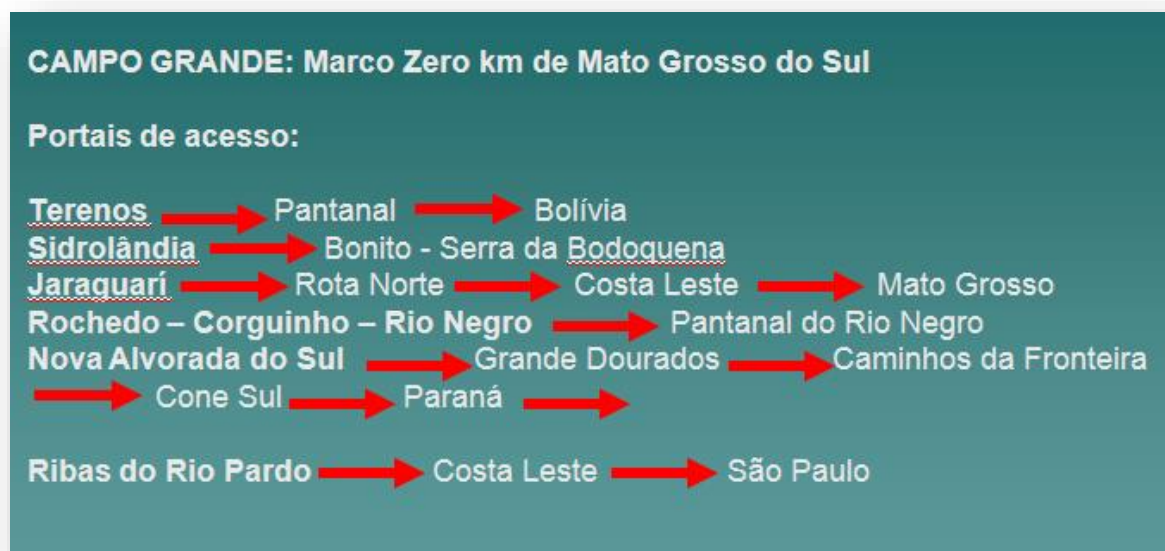 CAMPO GRANDE: Marco Zero km de Mato Grosso do Sul
Portais de acesso:
Terenos Pantanal Bolívia
Sidrolândia Bonito - Serra da Bodoquena
Jaraguarí Rota Norte Costa Leste Mato Grosso
Rochedo – Corguinho – Rio Negro Pantanal do Rio Negro
Nova Alvorada do Sul Grande Dourados Caminhos da Fronteira
Cone Sul Paraná
Ribas do Rio Pardo Costa Leste São Paulo